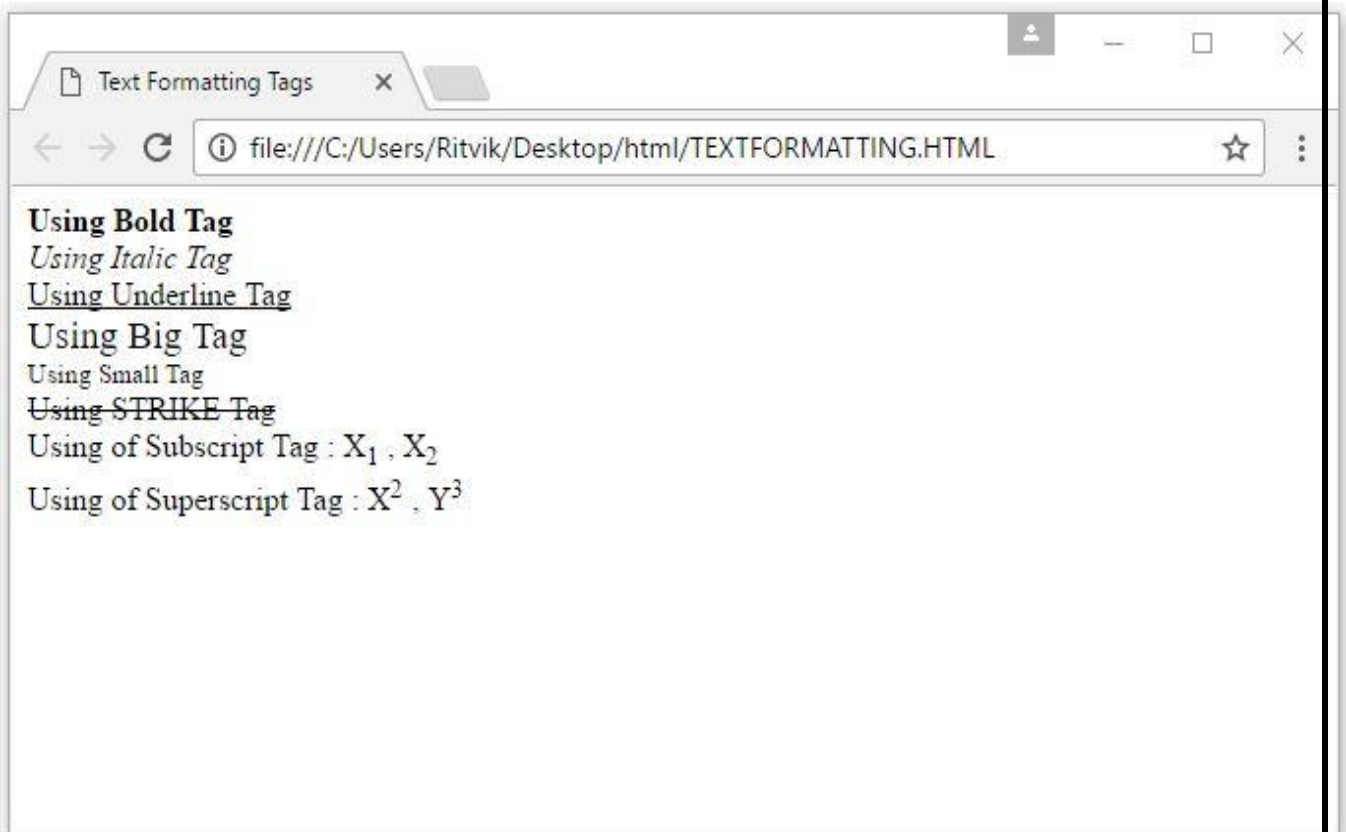 Text Formatting Tags
file:///C:/Users/Ritvik/Desktop/html/TEXTFORMATTING.HTML
Using Bold Tag
Using Italic Tag
Using Underline Tag
Using Big Tag
Using Small Tag
Using STRIKE Tag
Using of Subscript Tag : X₁ , X₂
Using of Superscript Tag : X² , Y³